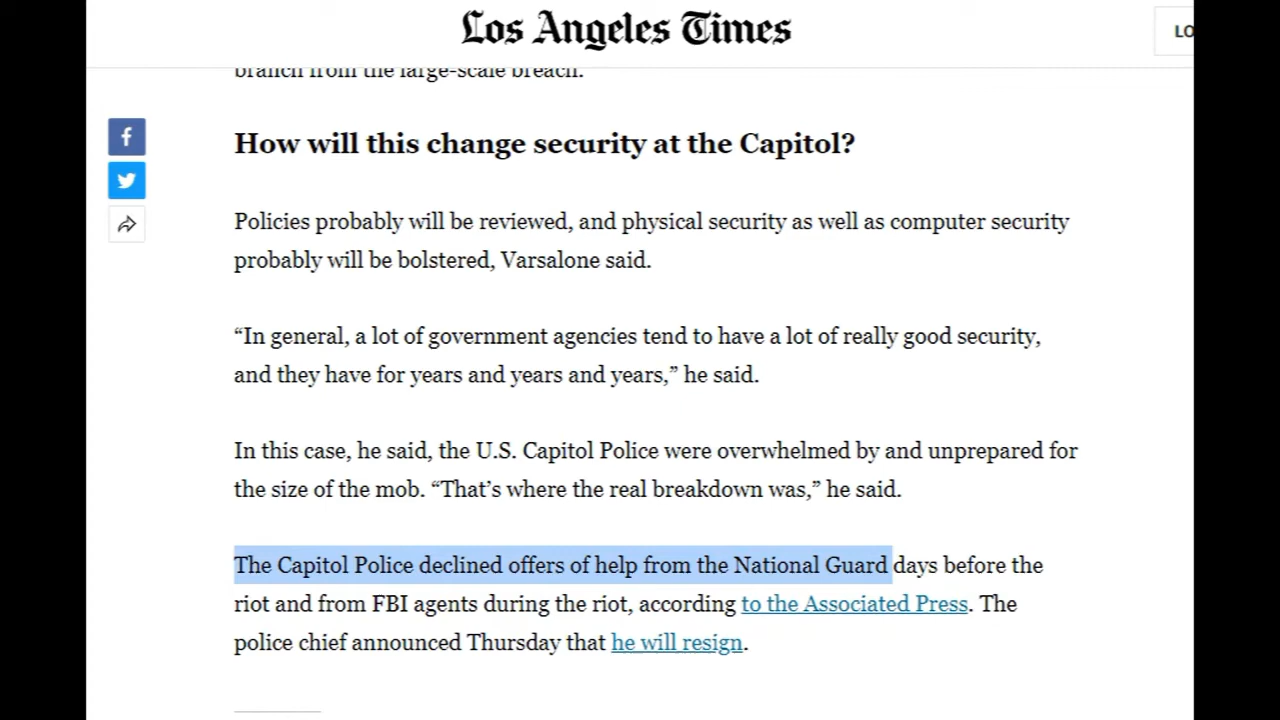 Los Angeles Times
LO
branch from the large-scale breach.
How will this change security at the Capitol?
Policies probably will be reviewed, and physical security as well as computer security
probably will be bolstered, Varsalone said.
“In general, a lot of government agencies tend to have a lot of really good security,
and they have for years and years and years,” he said.
In this case, he said, the U.S. Capitol Police were overwhelmed by and unprepared for
the size of the mob. “That’s where the real breakdown was,” he said.
The Capitol Police declined offers of help from the National Guard days before the
riot and from FBI agents during the riot, according to the Associated Press. The
police chief announced Thursday that he will resign.